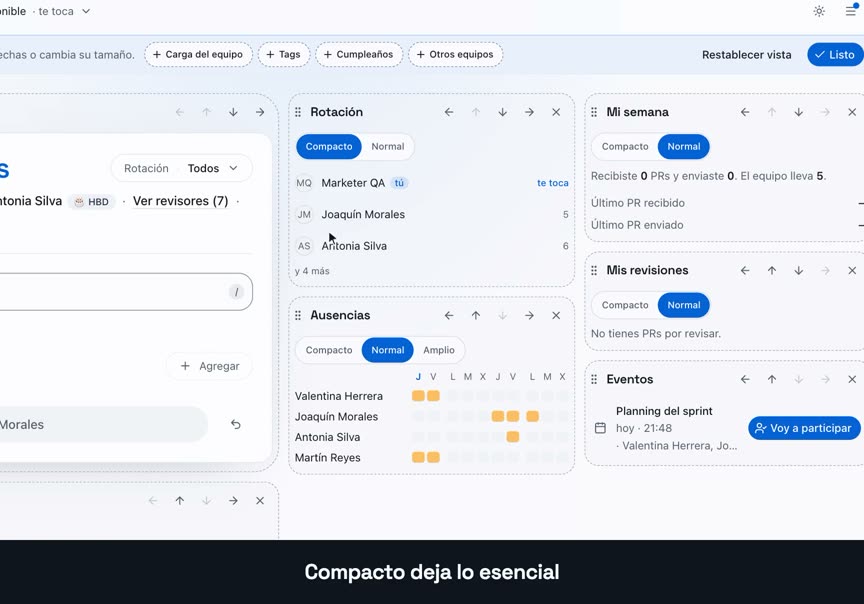 onible · te toca
echas o cambia su tamaño.
+ Carga del equipo
+ Tags
+ Cumpleaños
+ Otros equipos
Restablecer vista
Listo
s
Rotación Todos
ntonia Silva HBD · Ver revisores (7) ·
/
+ Agregar
Morales
Rotación
Compacto Normal
MQ Marketer QA tú te toca
JM Joaquín Morales 5
AS Antonia Silva 6
y 4 más
Ausencias
Compacto Normal Amplio
J V L M X J V L M X
Valentina Herrera
Joaquín Morales
Antonia Silva
Martín Reyes
Mi semana
Compacto Normal
Recibiste 0 PRs y enviaste 0. El equipo lleva 5.
Último PR recibido –
Último PR enviado –
Mis revisiones
Compacto Normal
No tienes PRs por revisar.
Eventos
Planning del sprint
hoy · 21:48
· Valentina Herrera, Jo...
Voy a participar
Compacto deja lo esencial